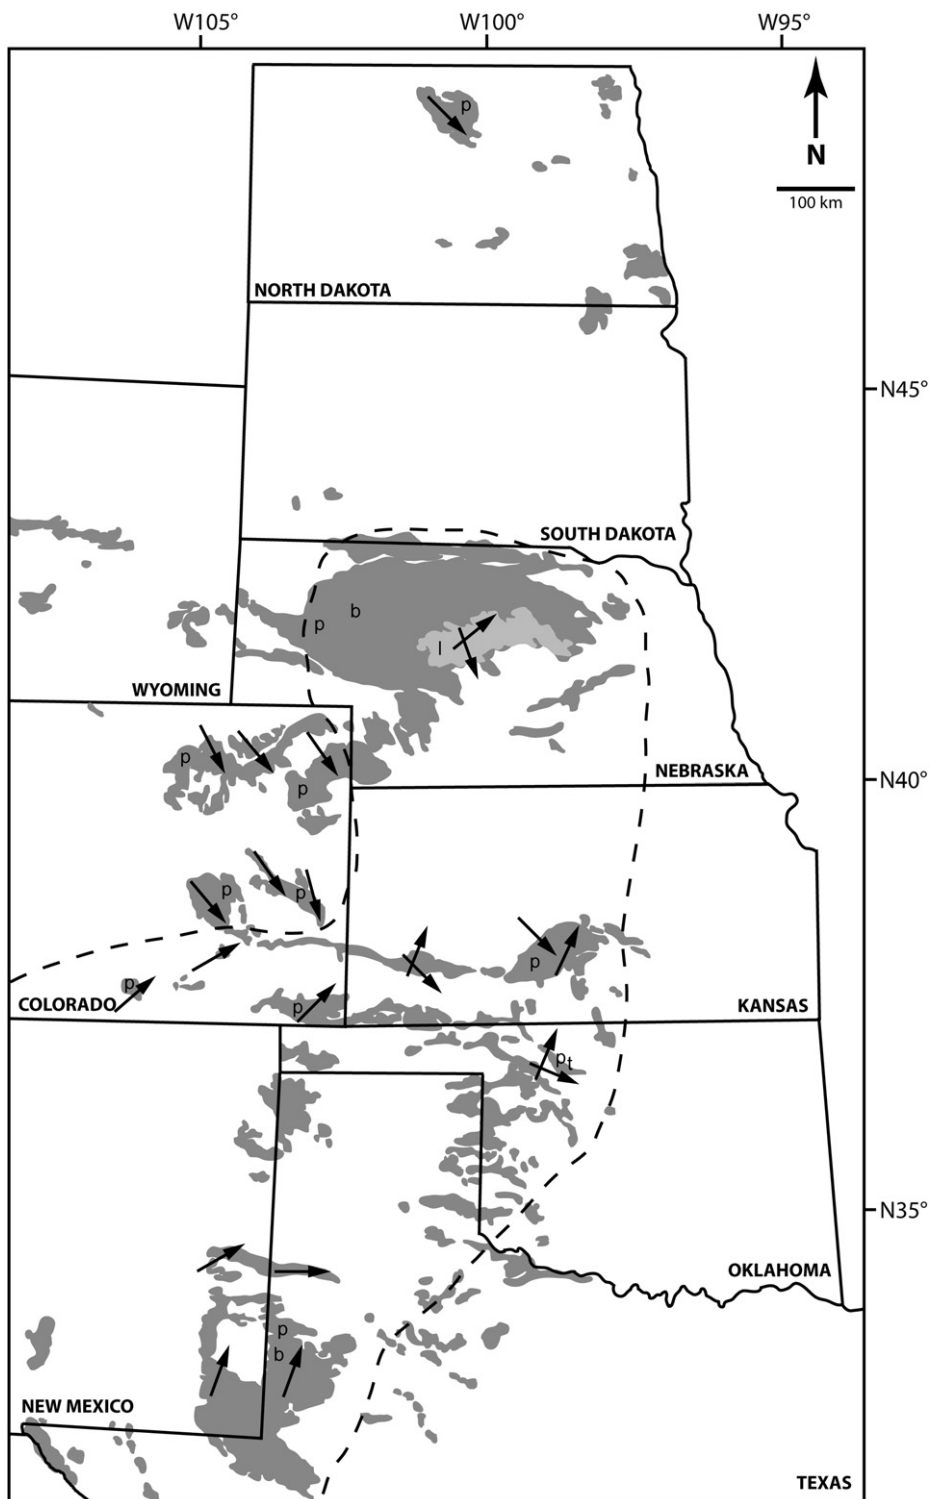 W105° W100° W95°
p
N
100 km
NORTH DAKOTA
N45°
SOUTH DAKOTA
b
p
l
WYOMING
p
NEBRASKA
N40°
p
p
p
p
p
COLORADO
p
KANSAS
p_t
N35°
OKLAHOMA
p
b
NEW MEXICO
TEXAS